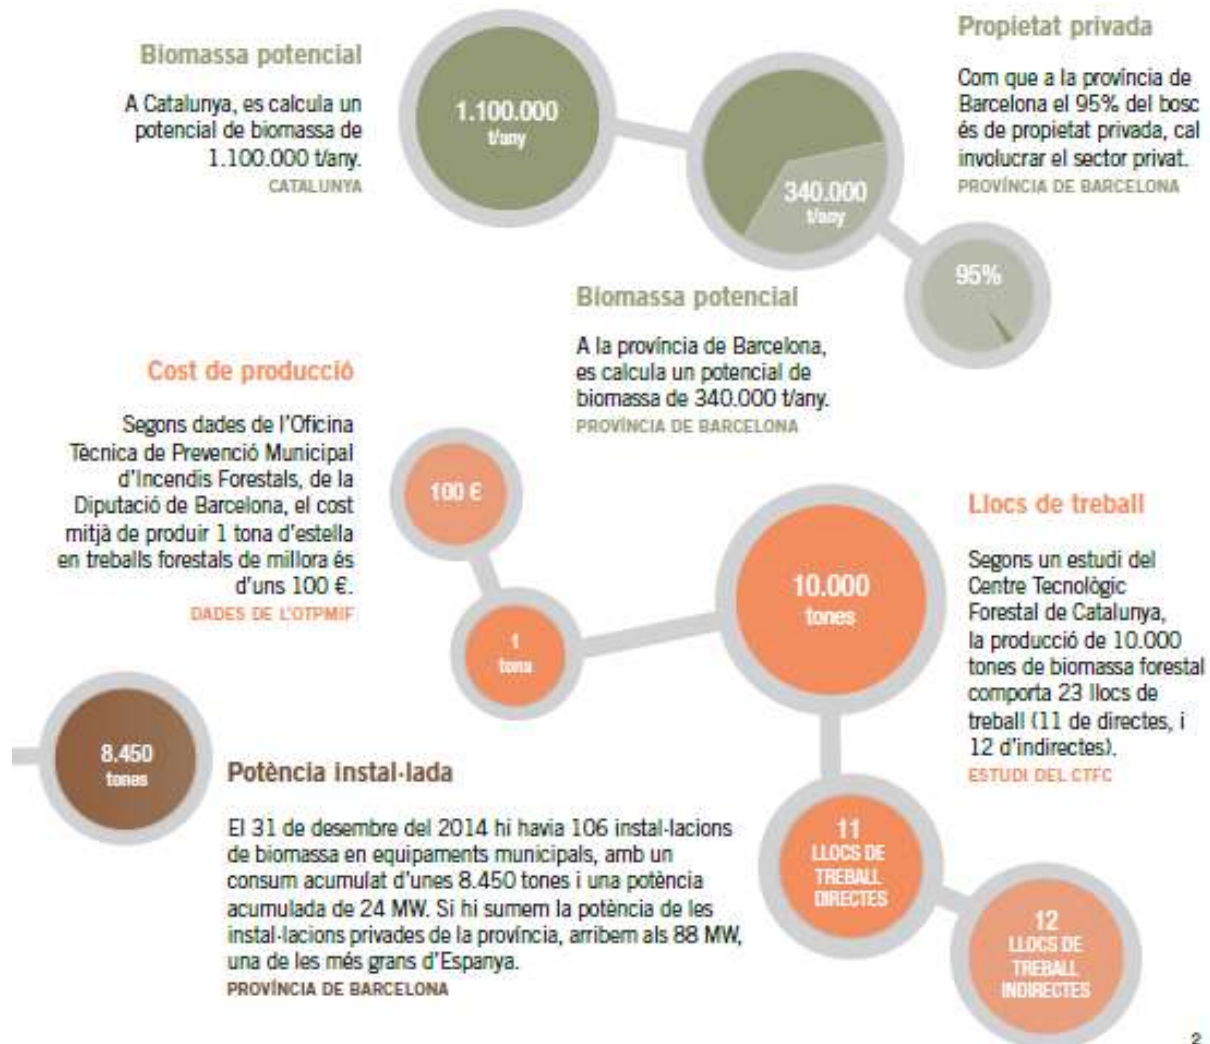 Biomassa potencial
A Catalunya, es calcula un
potencial de biomassa de
1.100.000 t/any.
CATALUNYA
1.100.000
t/any
340.000
t/any
Propietat privada
Com que a la província de
Barcelona el 95% del bosc
és de propietat privada, cal
involucrar el sector privat.
PROVÍNCIA DE BARCELONA
95%
Biomassa potencial
A la província de Barcelona,
es calcula un potencial de
biomassa de 340.000 t/any.
PROVÍNCIA DE BARCELONA
Cost de producció
Segons dades de l'Oficina
Tècnica de Prevenció Municipal
d'Incendis Forestals, de la
Diputació de Barcelona, el cost
mitjà de produir 1 tona d'estella
en treballs forestals de millora és
d'uns 100 €.
DADES DE L'OTPMIF
100 €
1
tona
10.000
tones
Llocs de treball
Segons un estudi del
Centre Tecnològic
Forestal de Catalunya,
la producció de 10.000
tones de biomassa forestal
comporta 23 llocs de
treball (11 de directes, i
12 d'indirectes).
ESTUDI DEL CTFC
8.450
tones
Potència instal·lada
El 31 de desembre del 2014 hi havia 106 instal·lacions
de biomassa en equipaments municipals, amb un
consum acumulat d'unes 8.450 tones i una potència
acumulada de 24 MW. Si hi sumem la potència de les
instal·lacions privades de la província, arribem als 88 MW,
una de les més grans d'Espanya.
PROVÍNCIA DE BARCELONA
11
LLOCS DE
TREBALL
DIRECTES
12
LLOCS DE
TREBALL
INDIRECTES
2